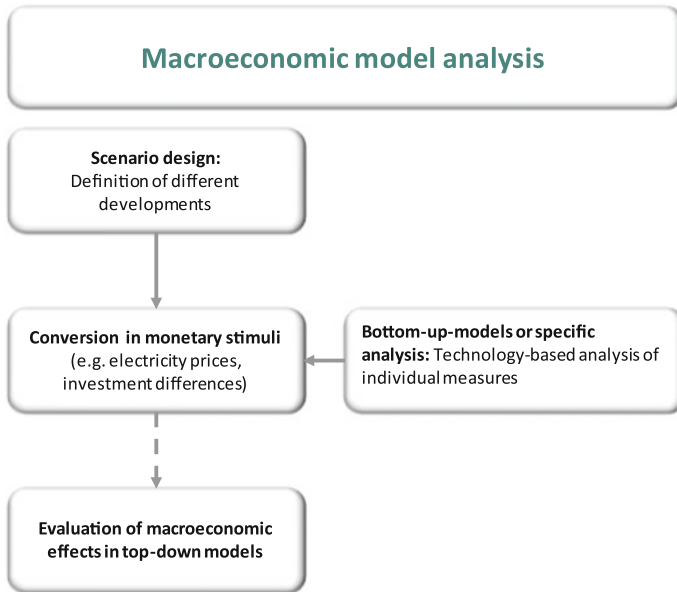 Macroeconomic model analysis
Scenario design:
Definition of different
developments
Conversion in monetary stimuli
(e.g. electricity prices,
investment differences)
Bottom-up-models or specific
analysis: Technology-based analysis of
individual measures
Evaluation of macroeconomic
effects in top-down models